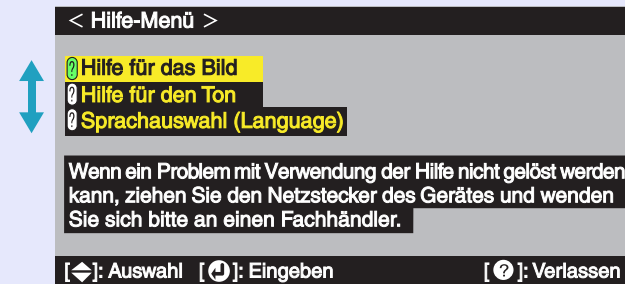 < Hilfe-Menü >
?Hilfe für das Bild
?Hilfe für den Ton
?Sprachauswahl (Language)
Wenn ein Problem mit Verwendung der Hilfe nicht gelöst werden
kann, ziehen Sie den Netzstecker des Gerätes und wenden
Sie sich bitte an einen Fachhändler.
[◆]: Auswahl [⏎]: Eingeben [?]: Verlassen